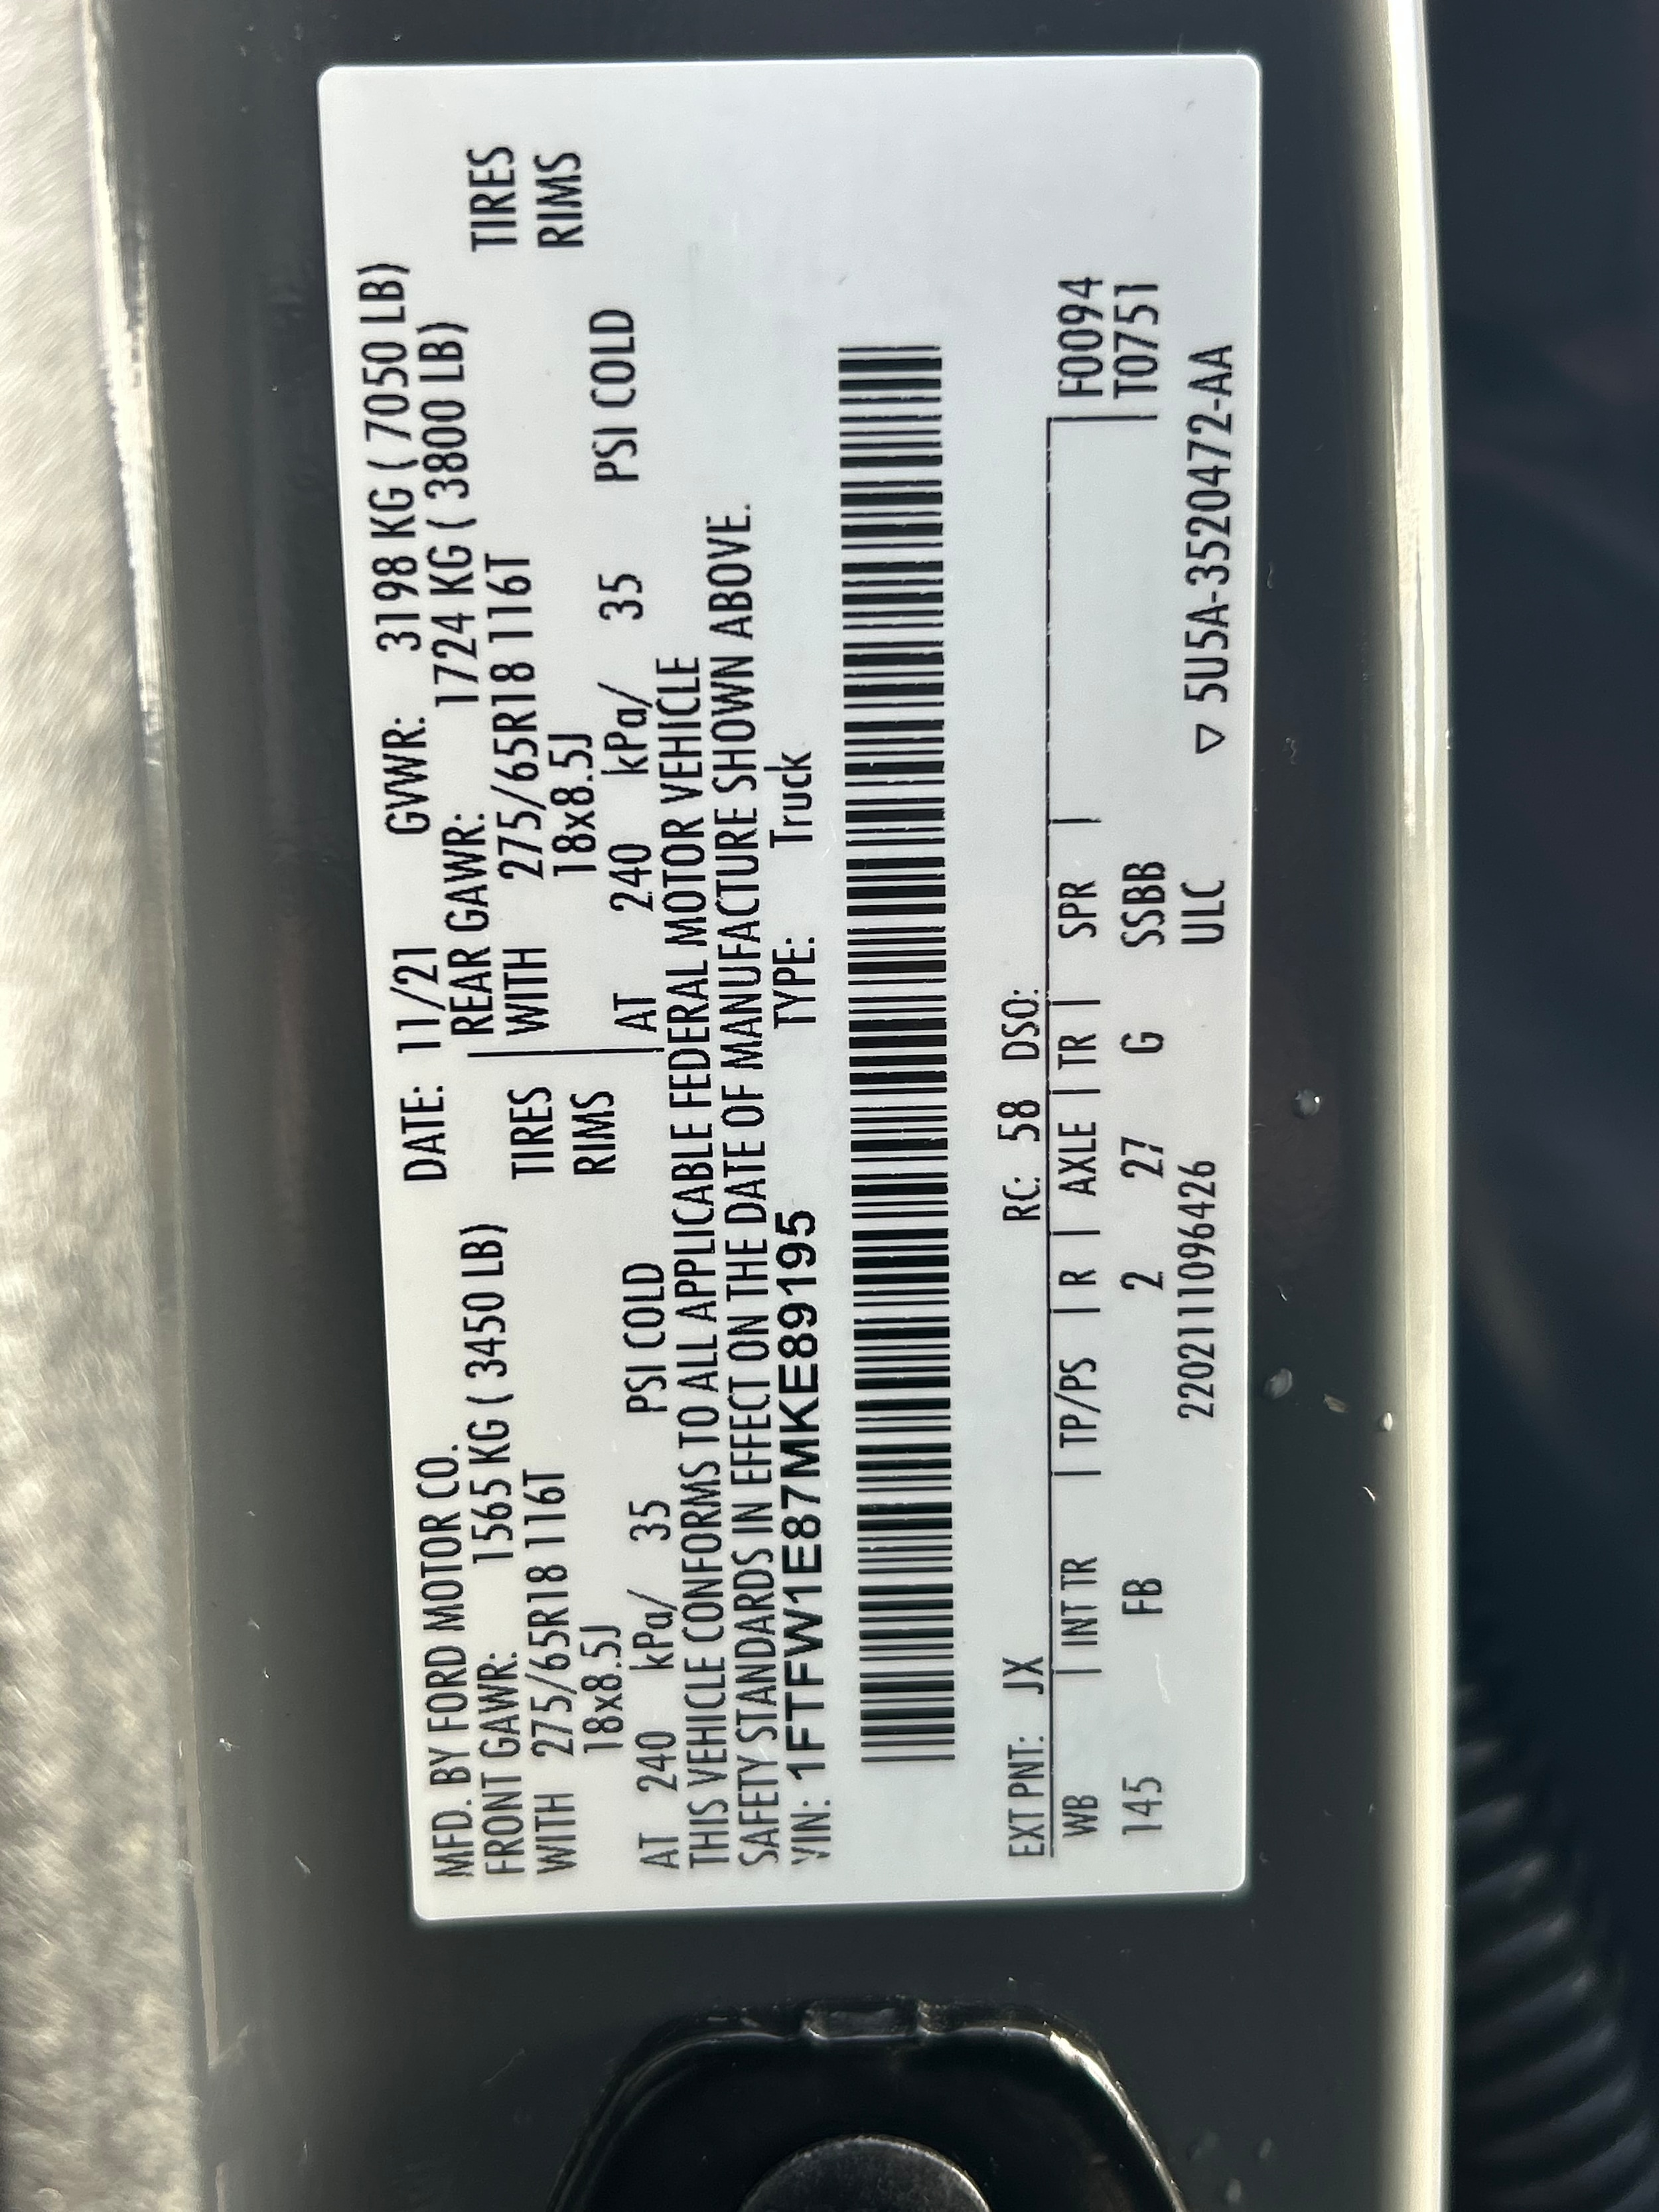 MFD. BY FORD MOTOR CO. DATE: 11/21 GVWR: 3198 KG ( 7050 LB)
FRONT GAWR: 1565 KG ( 3450 LB) REAR GAWR: 1724 KG ( 3800 LB)
WITH 275/65R18 116T TIRES WITH 275/65R18 116T TIRES
18x8.5J RIMS 18x8.5J RIMS
AT 240 kPa/ 35 PSI COLD AT 240 kPa/ 35 PSI COLD
THIS VEHICLE CONFORMS TO ALL APPLICABLE FEDERAL MOTOR VEHICLE
SAFETY STANDARDS IN EFFECT ON THE DATE OF MANUFACTURE SHOWN ABOVE.
VIN: 1FTFW1E87MKE89195 TYPE: Truck
EXT PNT: JX RC: 58 DSO:
WB | INT TR | TP/PS | R | AXLE | TR | SPR | F0094
145 FB 2 27 G SSBB T0751
2202111096426 ULC ▽ 5U5A-3520472-AA